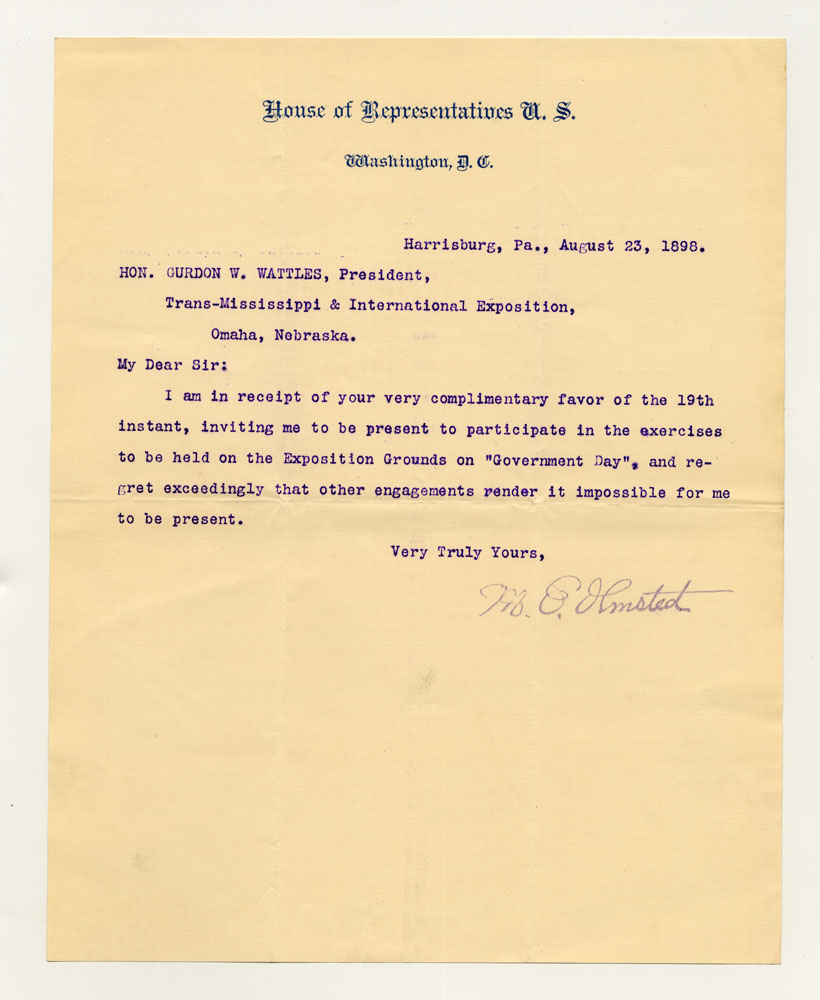 House of Representatives U. S.
Washington, D. C.
Harrisburg, Pa., August 23, 1898.
HON. GURDON W. WATTLES, President,
Trans-Mississippi & International Exposition,
Omaha, Nebraska.
My Dear Sir:
I am in receipt of your very complimentary favor of the 19th
instant, inviting me to be present to participate in the exercises
to be held on the Exposition Grounds on "Government Day", and re-
gret exceedingly that other engagements render it impossible for me
to be present.
Very Truly Yours,
M. E. Olmsted